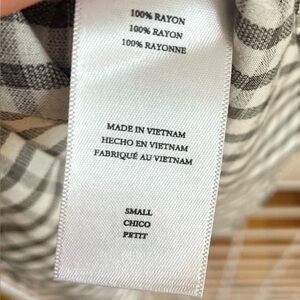 100% RAYON
100% RAYON
100% RAYONNE
MADE IN VIETNAM
HECHO EN VIETNAM
FABRIQUÉ AU VIETNAM
SMALL
CHICO
PETIT